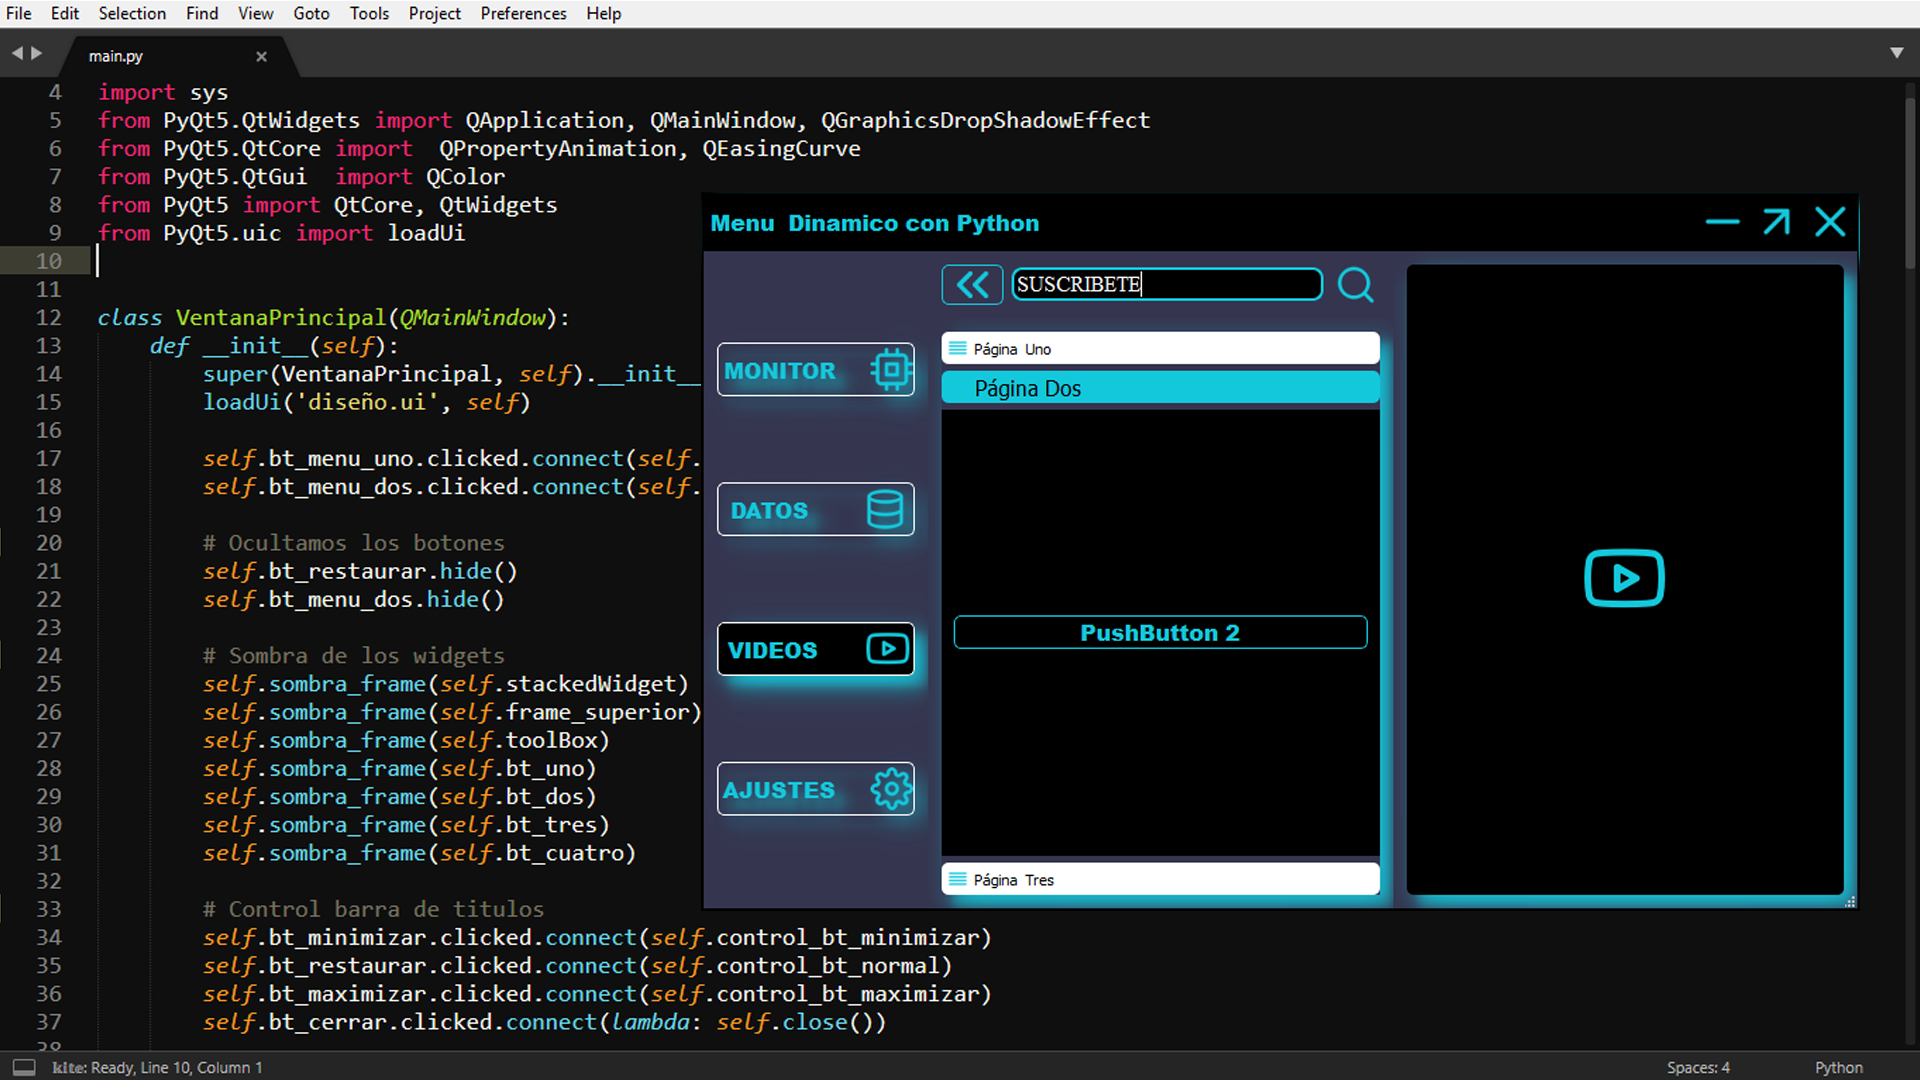 File Edit Selection Find View Goto Tools Project Preferences Help
main.py
4 import sys
5 from PyQt5.QtWidgets import QApplication, QMainWindow, QGraphicsDropShadowEffect
6 from PyQt5.QtCore import  QPropertyAnimation, QEasingCurve
7 from PyQt5.QtGui  import QColor
8 from PyQt5 import QtCore, QtWidgets
9 from PyQt5.uic import loadUi
10
11
12 class VentanaPrincipal(QMainWindow):
13     def __init__(self):
14         super(VentanaPrincipal, self).__init__
15         loadUi('diseño.ui', self)
16
17         self.bt_menu_uno.clicked.connect(self.
18         self.bt_menu_dos.clicked.connect(self.
19
20         # Ocultamos los botones
21         self.bt_restaurar.hide()
22         self.bt_menu_dos.hide()
23
24         # Sombra de los widgets
25         self.sombra_frame(self.stackedWidget)
26         self.sombra_frame(self.frame_superior)
27         self.sombra_frame(self.toolBox)
28         self.sombra_frame(self.bt_uno)
29         self.sombra_frame(self.bt_dos)
30         self.sombra_frame(self.bt_tres)
31         self.sombra_frame(self.bt_cuatro)
32
33         # Control barra de titulos
34         self.bt_minimizar.clicked.connect(self.control_bt_minimizar)
35         self.bt_restaurar.clicked.connect(self.control_bt_normal)
36         self.bt_maximizar.clicked.connect(self.control_bt_maximizar)
37         self.bt_cerrar.clicked.connect(lambda: self.close())
38
Menu Dinamico con Python
SUSCRIBETE
MONITOR
DATOS
VIDEOS
AJUSTES
Página Uno
Página Dos
PushButton 2
Página Tres
kite: Ready, Line 10, Column 1
Spaces: 4
Python